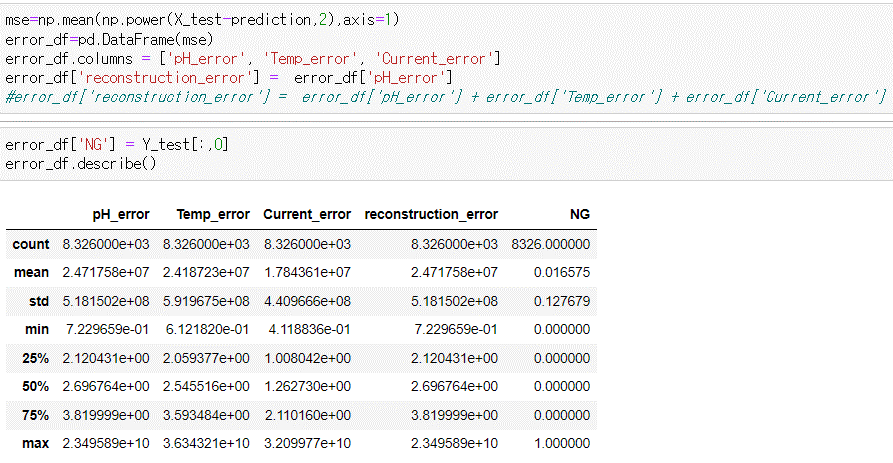 mse=np.mean(np.power(X_test-prediction,2),axis=1)
error_df=pd.DataFrame(mse)
error_df.columns = ['pH_error', 'Temp_error', 'Current_error']
error_df['reconstruction_error'] =  error_df['pH_error']
#error_df['reconstruction_error'] =  error_df['pH_error'] + error_df['Temp_error'] + error_df['Current_error']
error_df['NG'] = Y_test[:,0]
error_df.describe()
pH_error Temp_error Current_error reconstruction_error NG
count 8.326000e+03 8.326000e+03 8.326000e+03 8.326000e+03 8326.000000
mean 2.471758e+07 2.418723e+07 1.784361e+07 2.471758e+07 0.016575
std 5.181502e+08 5.919675e+08 4.409666e+08 5.181502e+08 0.127679
min 7.229659e-01 6.121820e-01 4.118836e-01 7.229659e-01 0.000000
25% 2.120431e+00 2.059377e+00 1.008042e+00 2.120431e+00 0.000000
50% 2.696764e+00 2.545516e+00 1.262730e+00 2.696764e+00 0.000000
75% 3.819999e+00 3.593484e+00 2.110160e+00 3.819999e+00 0.000000
max 2.349589e+10 3.634321e+10 3.209977e+10 2.349589e+10 1.000000